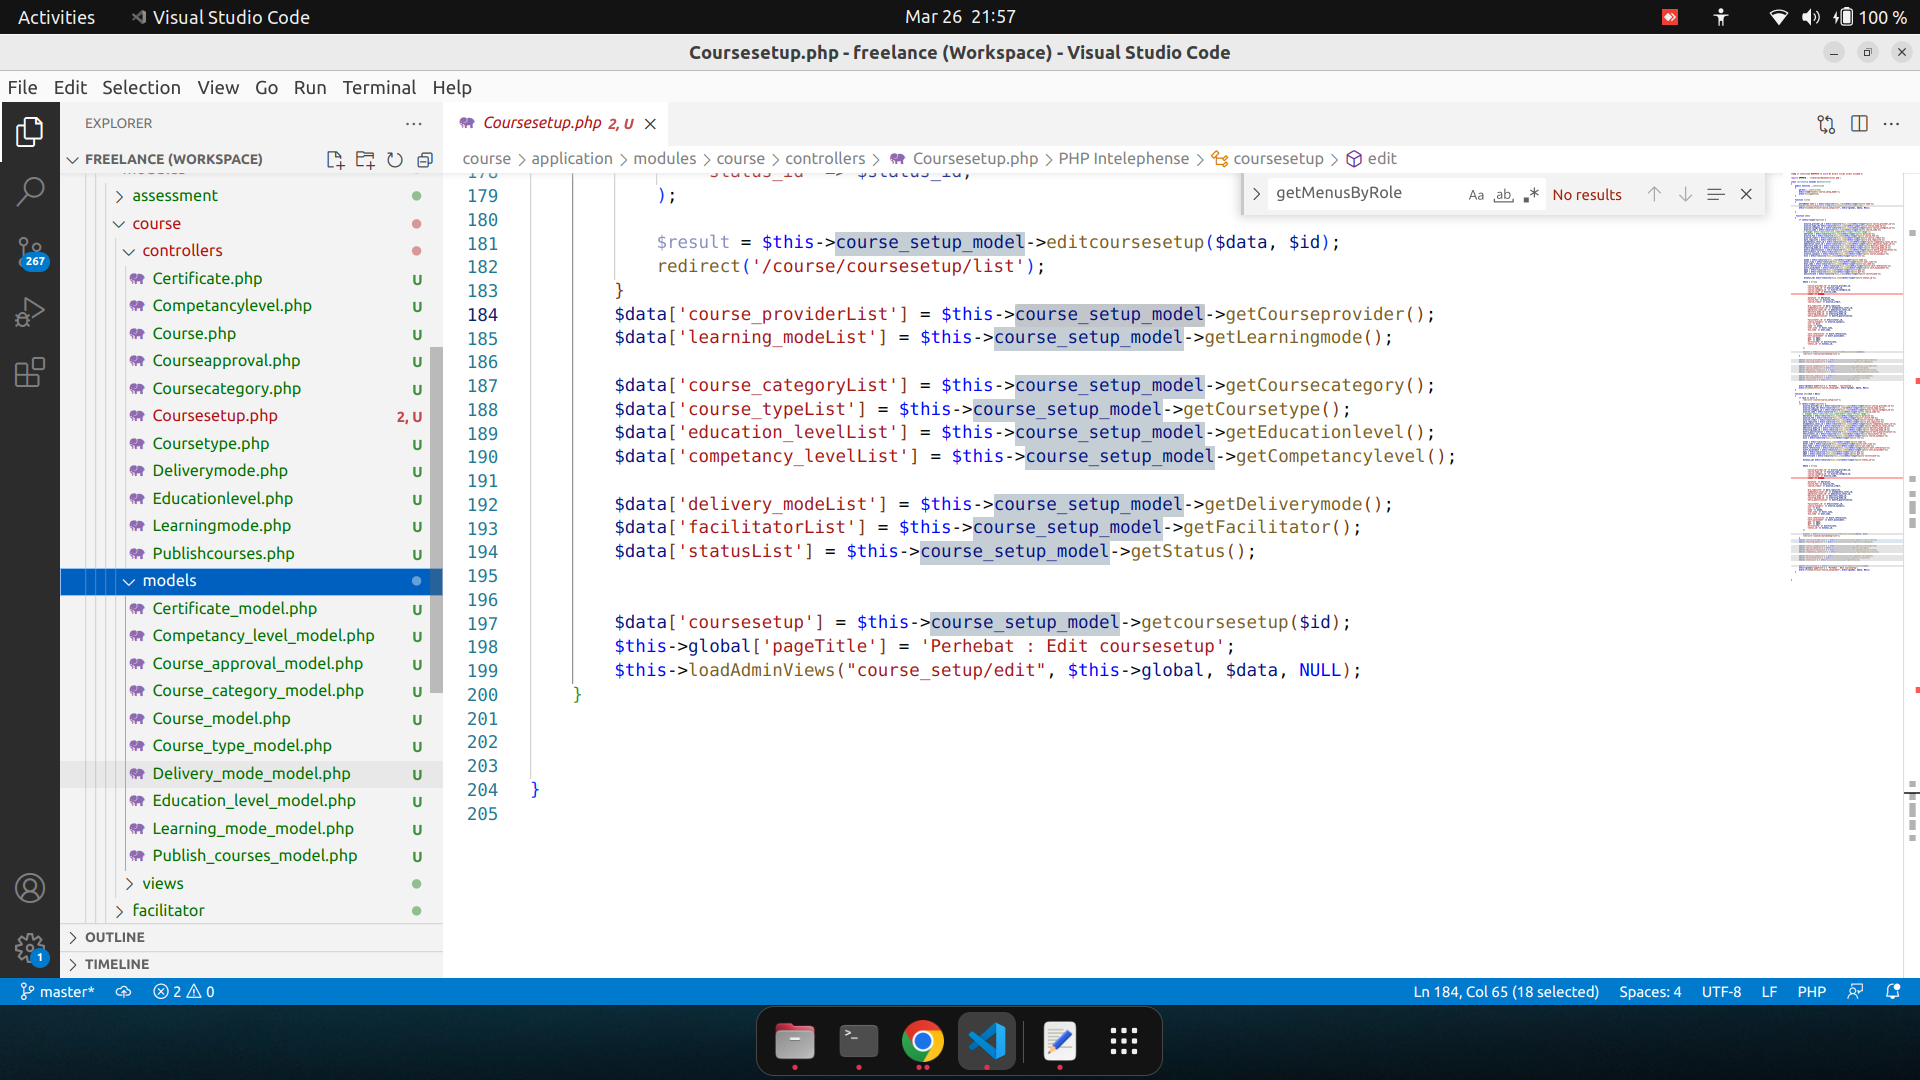 Activities
Visual Studio Code
Mar 26 21:57
100 %
Coursesetup.php - freelance (Workspace) - Visual Studio Code
File Edit Selection View Go Run Terminal Help
EXPLORER
Coursesetup.php 2, U
FREELANCE (WORKSPACE)
course > application > modules > course > controllers > Coursesetup.php > PHP Intelephense > coursesetup > edit
getMenusByRole
Aa ab .*
No results
assessment
course
controllers
Certificate.php U
Competancylevel.php U
Course.php U
Courseapproval.php U
Coursecategory.php U
Coursesetup.php 2, U
Coursetype.php U
Deliverymode.php U
Educationlevel.php U
Learningmode.php U
Publishcourses.php U
models
Certificate_model.php U
Competancy_level_model.php U
Course_approval_model.php U
Course_category_model.php U
Course_model.php U
Course_type_model.php U
Delivery_mode_model.php U
Education_level_model.php U
Learning_mode_model.php U
Publish_courses_model.php U
views
facilitator
OUTLINE
TIMELINE
267
1
178 'status_id' => $status_id,
179 );
180
181 $result = $this->course_setup_model->editcoursesetup($data, $id);
182 redirect('/course/coursesetup/list');
183 }
184 $data['course_providerList'] = $this->course_setup_model->getCourseprovider();
185 $data['learning_modeList'] = $this->course_setup_model->getLearningmode();
186
187 $data['course_categoryList'] = $this->course_setup_model->getCoursecategory();
188 $data['course_typeList'] = $this->course_setup_model->getCoursetype();
189 $data['education_levelList'] = $this->course_setup_model->getEducationlevel();
190 $data['competancy_levelList'] = $this->course_setup_model->getCompetancylevel();
191
192 $data['delivery_modeList'] = $this->course_setup_model->getDeliverymode();
193 $data['facilitatorList'] = $this->course_setup_model->getFacilitator();
194 $data['statusList'] = $this->course_setup_model->getStatus();
195
196
197 $data['coursesetup'] = $this->course_setup_model->getcoursesetup($id);
198 $this->global['pageTitle'] = 'Perhebat : Edit coursesetup';
199 $this->loadAdminViews("course_setup/edit", $this->global, $data, NULL);
200 }
201
202
203
204 }
205
master* 2 0
Ln 184, Col 65 (18 selected) Spaces: 4 UTF-8 LF PHP